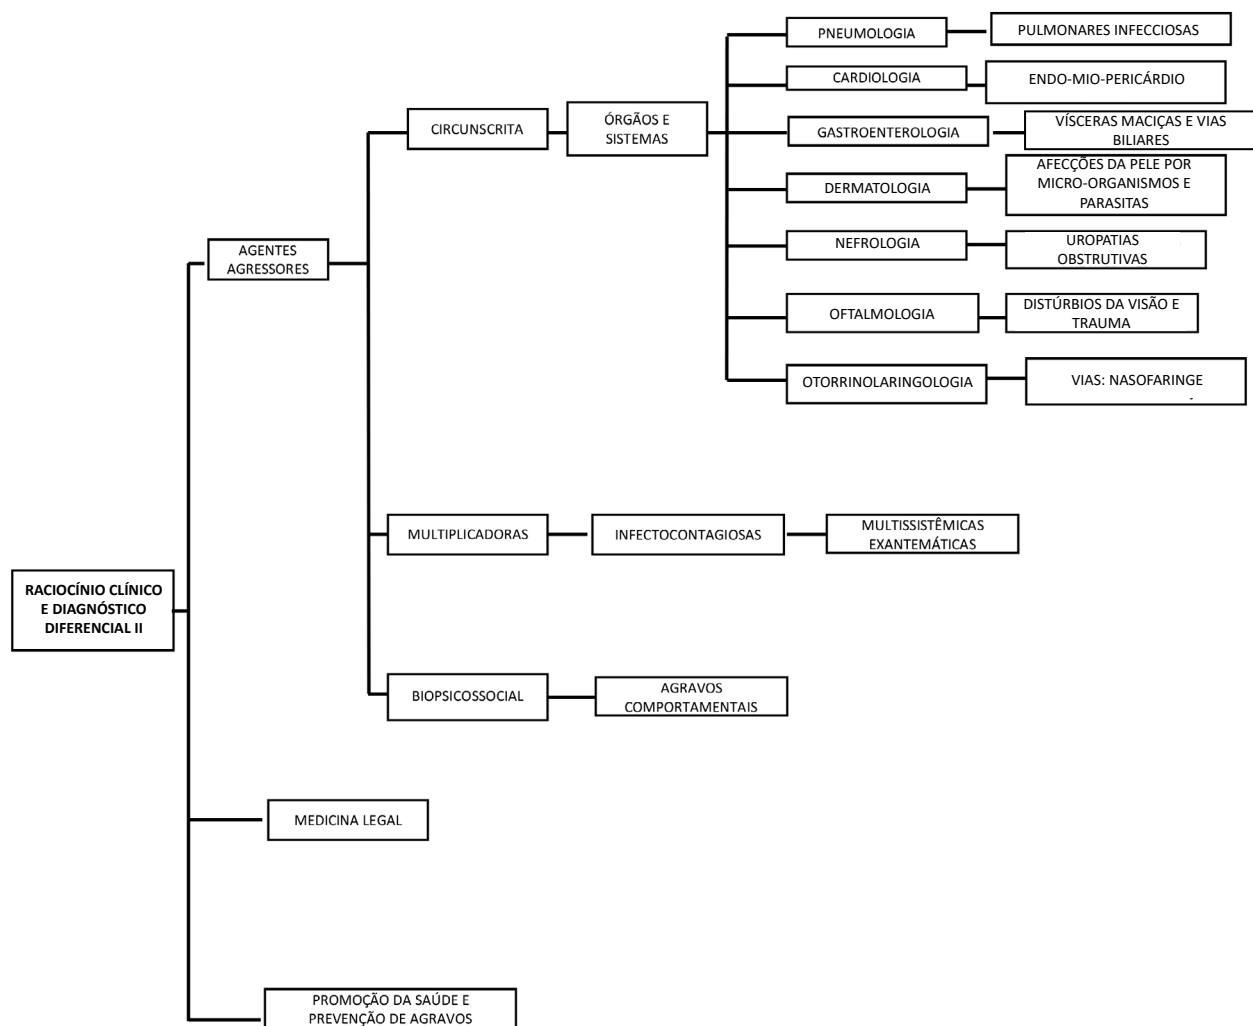 RACIOCÍNIO CLÍNICO
E DIAGNÓSTICO
DIFERENCIAL II
AGENTES
AGRESSORES
CIRCUNSCRITA
ÓRGÃOS E
SISTEMAS
PNEUMOLOGIA
PULMONARES INFECCIOSAS
CARDIOLOGIA
ENDO-MIO-PERICÁRDIO
GASTROENTEROLOGIA
VÍSCERAS MACIÇAS E VIAS
BILIARES
DERMATOLOGIA
AFECÇÕES DA PELE POR
MICRO-ORGANISMOS E
PARASITAS
NEFROLOGIA
UROPATIAS
OBSTRUTIVAS
OFTALMOLOGIA
DISTÚRBIOS DA VISÃO E
TRAUMA
OTORRINOLARINGOLOGIA
VIAS: NASOFARINGE
MULTIPLICADORAS
INFECTOCONTAGIOSAS
MULTISSISTÊMICAS
EXANTEMÁTICAS
BIOPSICOSSOCIAL
AGRAVOS
COMPORTAMENTAIS
MEDICINA LEGAL
PROMOÇÃO DA SAÚDE E
PREVENÇÃO DE AGRAVOS